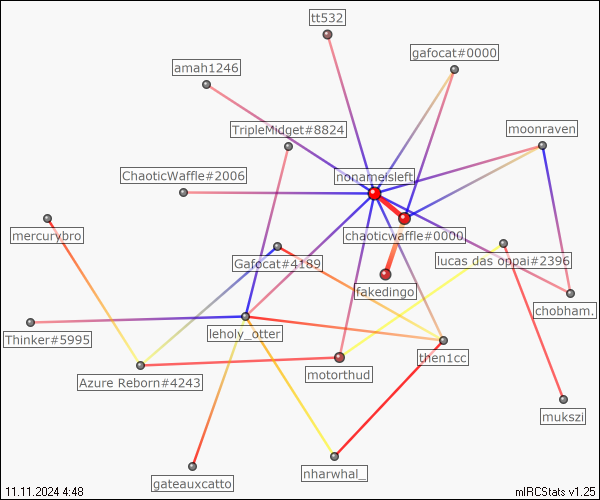 tt532
gafocat#0000
amah1246
TripleMidget#8824
moonraven
ChaoticWaffle#2006
nonameisleft
mercurybro
chaoticwaffle#0000
Gafocat#4189
lucas das oppai#2396
fakedingo
chobham.
Thinker#5995
leholy_otter
then1cc
motorthud
Azure Reborn#4243
mukszi
nharwhal_
gateauxcatto
11.11.2024 4:48
mIRCStats v1.25